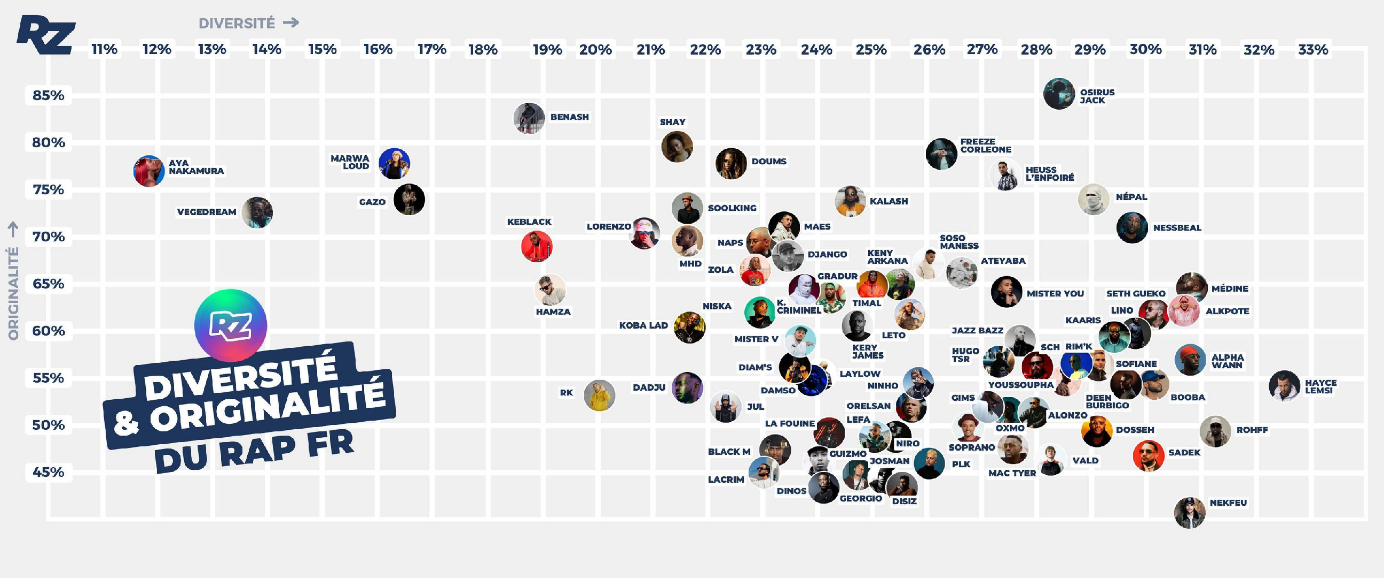 RZ
DIVERSITÉ →
11% 12% 13% 14% 15% 16% 17% 18% 19% 20% 21% 22% 23% 24% 25% 26% 27% 28% 29% 30% 31% 32% 33%
ORIGINALITÉ →
85%
80%
75%
70%
65%
60%
55%
50%
45%
OSIRUS
JACK
BENASH
SHAY
FREEZE
CORLEONE
MARWA
LOUD
AYA
NAKAMURA
DOUMS
HEUSS
L'ENFOIRÉ
GAZO
VEGEDREAM
SOOLKING
KALASH
NÉPAL
KEBLACK
LORENZO
MAES
NESSBEAL
NAPS
DJANGO
SOSO
MANESS
MHD
ZOLA
KENY
ARKANA
ATEYABA
GRADUR
HAMZA
NISKA
K.
CRIMINEL
TIMAL
MISTER YOU
SETH GUEKO
MÉDINE
LINO
ALKPOTE
KOBA LAD
MISTER V
LETO
KAARIS
JAZZ BAZZ
KERY
JAMES
HUGO
TSR
SCH
RIM'K
ALPHA
WANN
DIAM'S
LAYLOW
SOFIANE
RK
DADJU
DAMSO
NINHO
YOUSSOUPHA
HAYCE
LEMSI
JUL
ORELSAN
GIMS
DEEN
BURBIGO
BOOBA
ALONZO
LA FOUINE
LEFA
OXMO
DOSSEH
ROHFF
NIRO
SOPRANO
BLACK M
GUIZMO
JOSMAN
PLK
MAC TYER
VALD
SADEK
LACRIM
DINOS
GEORGIO
DISIZ
NEKFEU
RZ
DIVERSITÉ
& ORIGINALITÉ
DU RAP FR